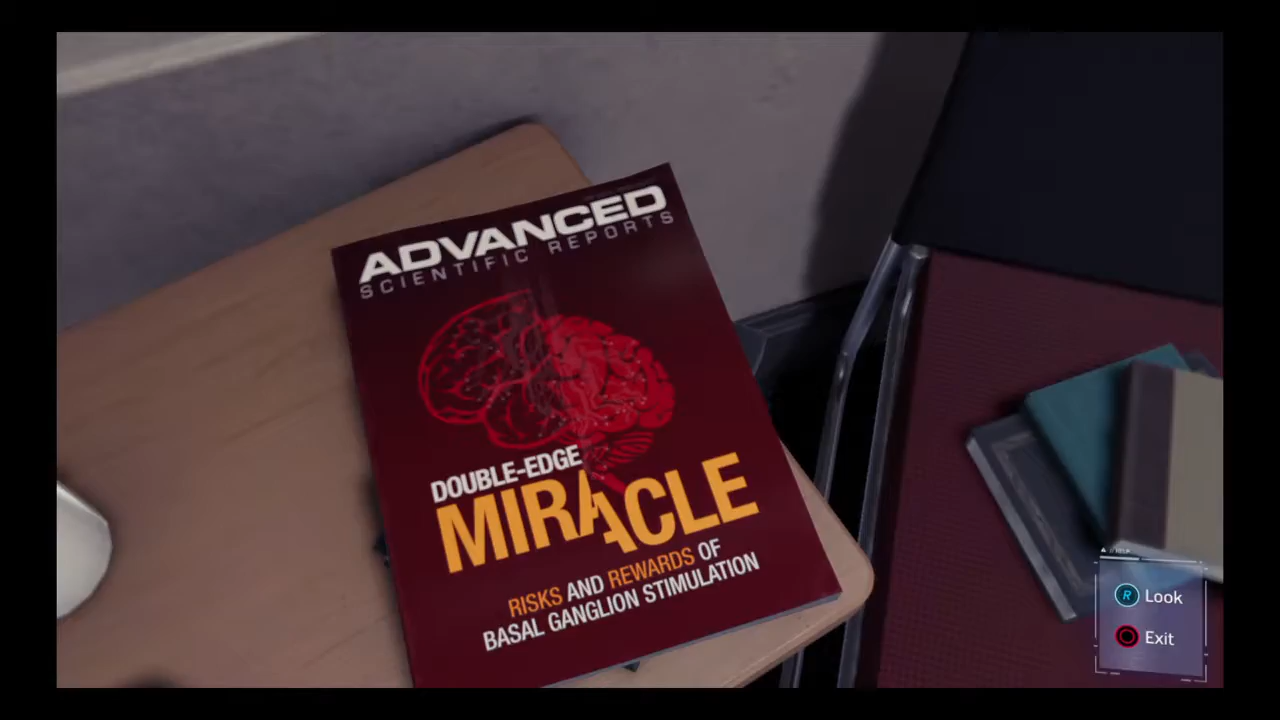 ADVANCED
SCIENTIFIC REPORTS
DOUBLE-EDGE
MIRACLE
RISKS AND REWARDS OF
BASAL GANGLION STIMULATION
R Look
Exit